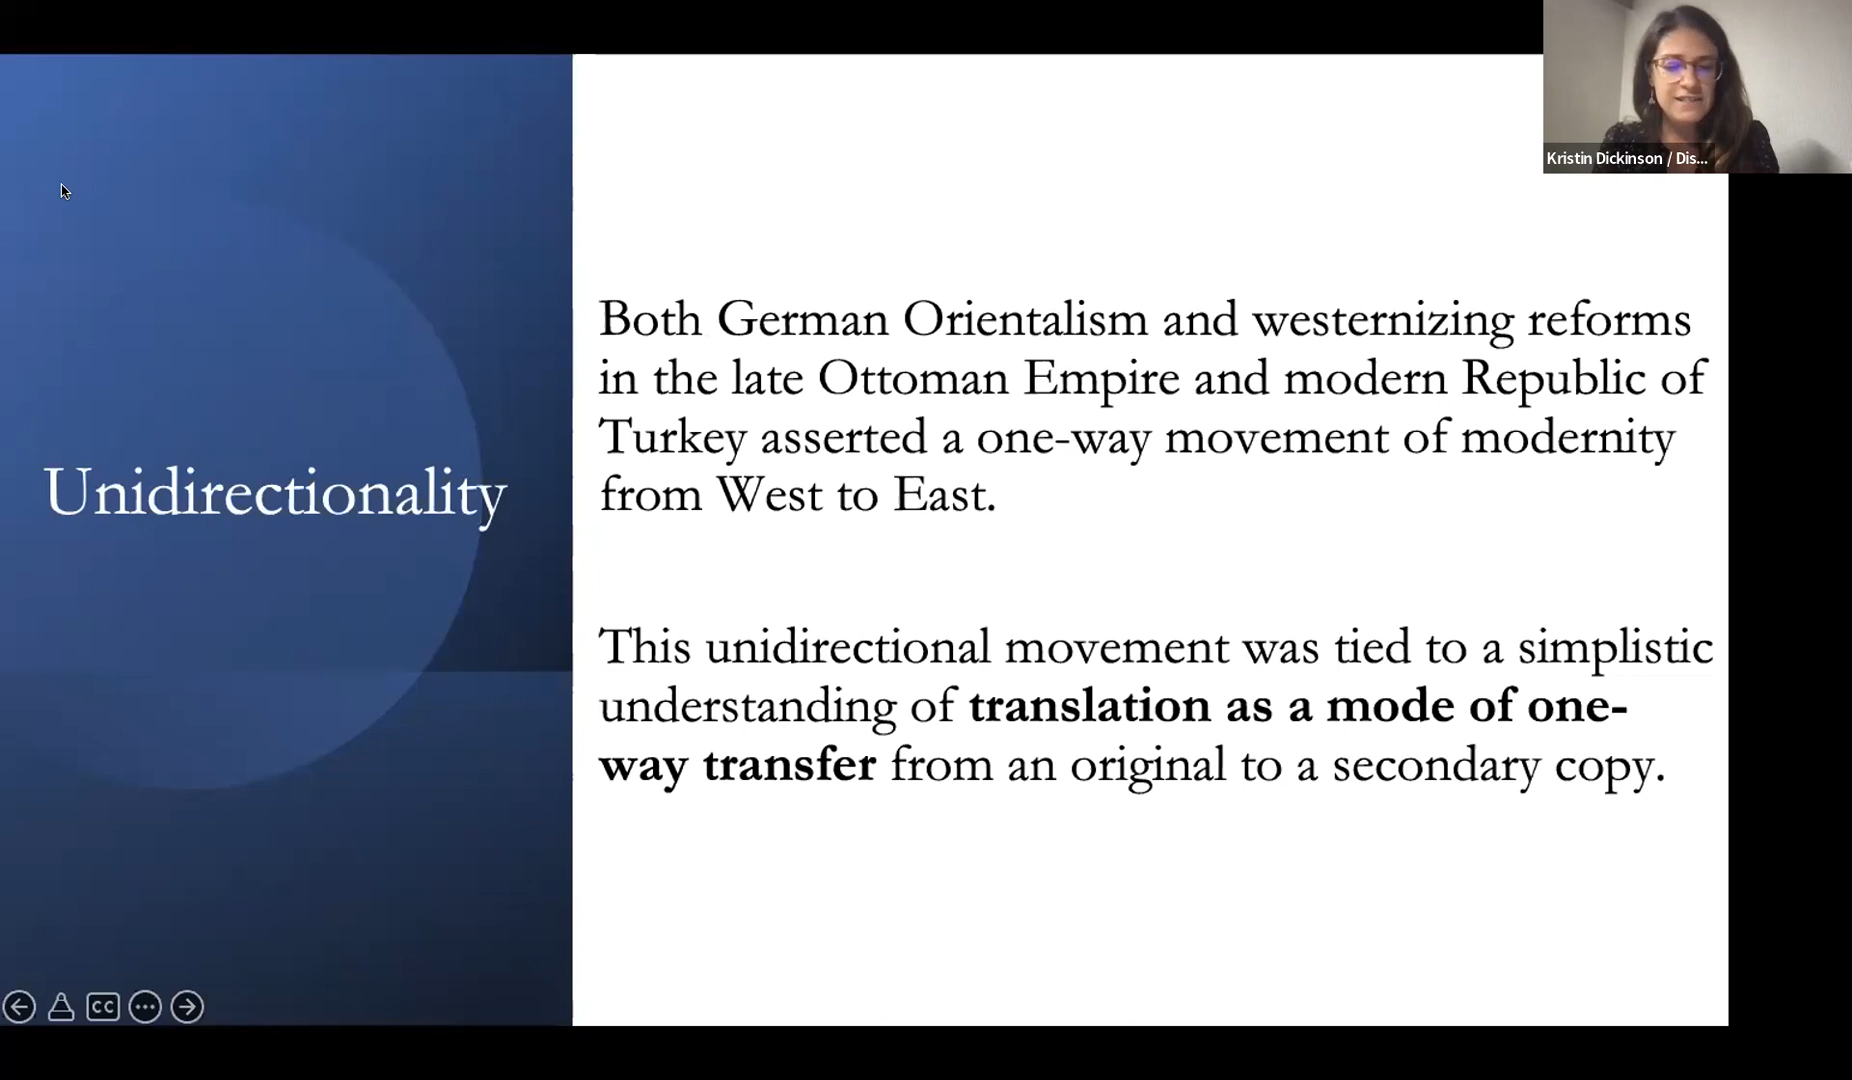 Kristin Dickinson / Dis...
Unidirectionality
Both German Orientalism and westernizing reforms
in the late Ottoman Empire and modern Republic of
Turkey asserted a one-way movement of modernity
from West to East.
This unidirectional movement was tied to a simplistic
understanding of translation as a mode of one-
way transfer from an original to a secondary copy.
CC